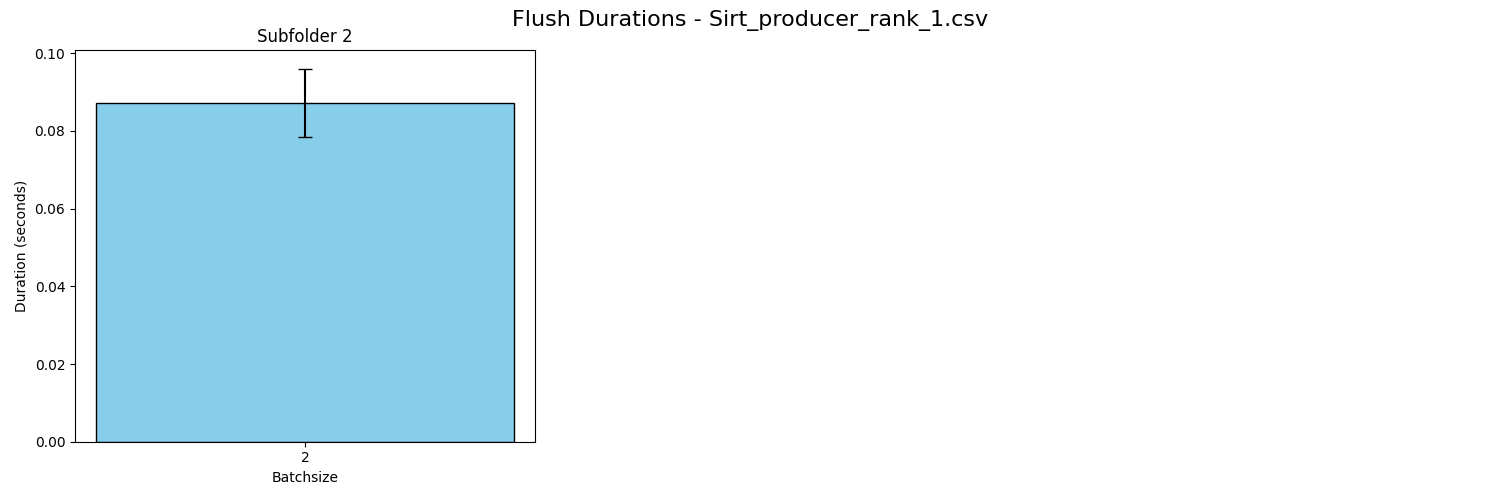 Flush Durations - Sirt_producer_rank_1.csv
Subfolder 2
0.10
0.08
0.06
0.04
0.02
0.00
Duration (seconds)
2
Batchsize